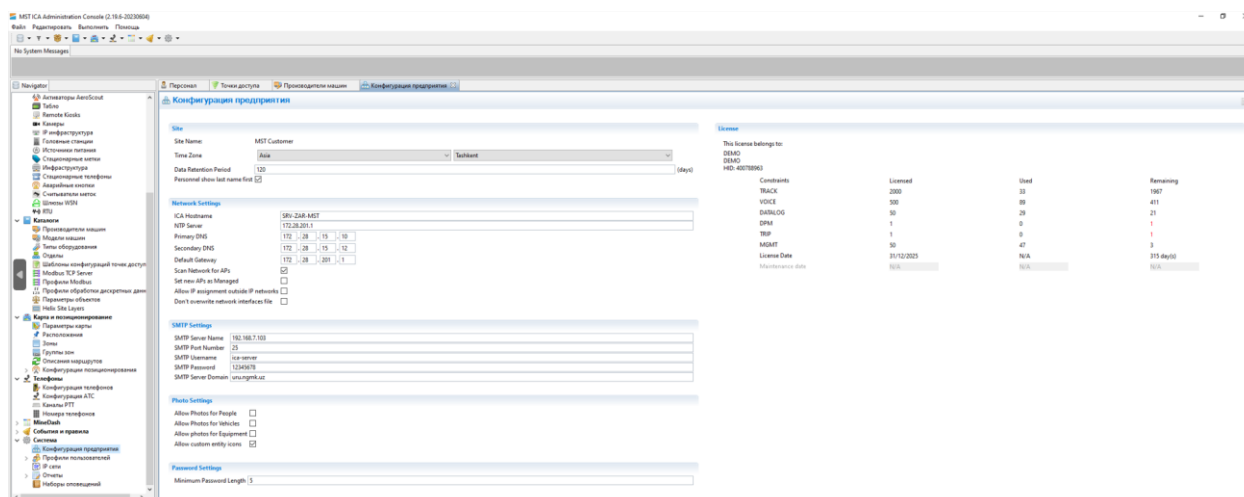 MST ICA Administration Console (2.19.6-20230604)
Файл Редактировать Выполнить Помощь
No System Messages
Navigator
Персонал
Точки доступа
Производители машин
Конфигурация предприятия
Активаторы AeroScout
Табло
Remote Kiosks
Камеры
IP инфраструктура
Головные станции
Источники питания
Стационарные метки
Инфраструктура
Стационарные телефоны
Аварийные кнопки
Считыватели меток
Шлюзы WSN
RTU
Каталоги
Производители машин
Модели машин
Типы оборудования
Отделы
Шаблоны конфигураций точек доступ
Modbus TCP Server
Профили Modbus
Профили обработки дискретных данн
Параметры объектов
Helix Site Layers
Карта и позиционирование
Параметры карты
Расположения
Зоны
Группы зон
Описания маршрутов
Конфигурации позиционирования
Телефоны
Конфигурация телефонов
Конфигурация АТС
Каналы PTT
Номера телефонов
MineDash
События и правила
Система
Конфигурация предприятия
Профили пользователей
IP сети
Отчеты
Наборы оповещений
Конфигурация предприятия
Site
Site Name: MST Customer
Time Zone Asia Tashkent
Data Retention Period 120 (days)
Personnel show last name first
Network Settings
ICA Hostname SRV-ZAR-MST
NTP Server 172.28.201.1
Primary DNS 172 . 28 . 15 . 10
Secondary DNS 172 . 28 . 15 . 12
Default Gateway 172 . 28 . 201 . 1
Scan Network for APs
Set new APs as Managed
Allow IP assignment outside IP networks
Don't overwrite network interfaces file
SMTP Settings
SMTP Server Name 192.168.7.103
SMTP Port Number 25
SMTP Username ica-server
SMTP Password 12345678
SMTP Server Domain uru.ngmk.uz
Photo Settings
Allow Photos for People
Allow Photos for Vehicles
Allow photos for Equipment
Allow custom entity icons
Password Settings
Minimum Password Length 5
License
This license belongs to:
DEMO
DEMO
HID: 400788963
Constraints Licensed Used Remaining
TRACK 2000 33 1967
VOICE 500 89 411
DATALOG 50 29 21
DPM 1 0 1
TRIP 1 0 1
MGMT 50 47 3
License Date 31/12/2025 N/A 315 day(s)
Maintenance date N/A N/A N/A